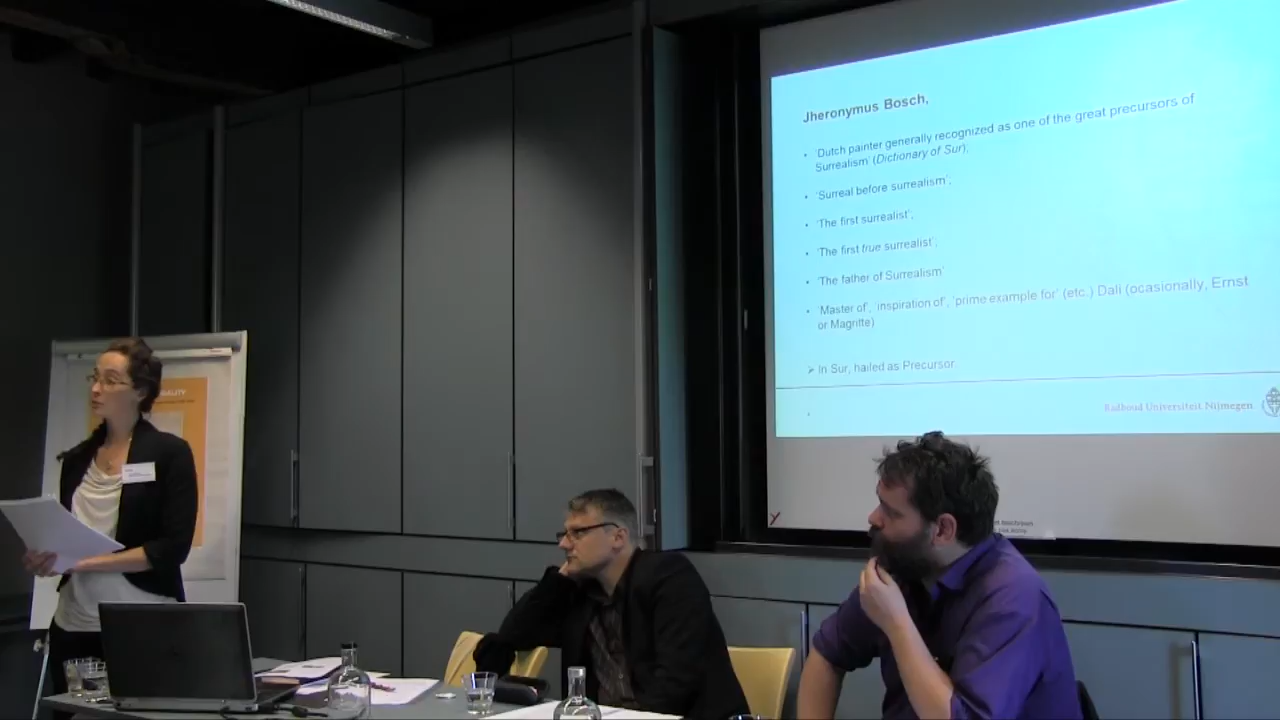 Jheronymus Bosch,
• 'Dutch painter generally recognized as one of the great precursors of
Surrealism' (Dictionary of Sur);
• 'Surreal before surrealism';
• 'The first surrealist';
• 'The first true surrealist';
• 'The father of Surrealism'
• 'Master of', 'inspiration of', 'prime example for' (etc.) Dalí (ocasionally, Ernst
or Magritte)
➢ In Sur, hailed as Precursor
Radboud Universiteit Nijmegen